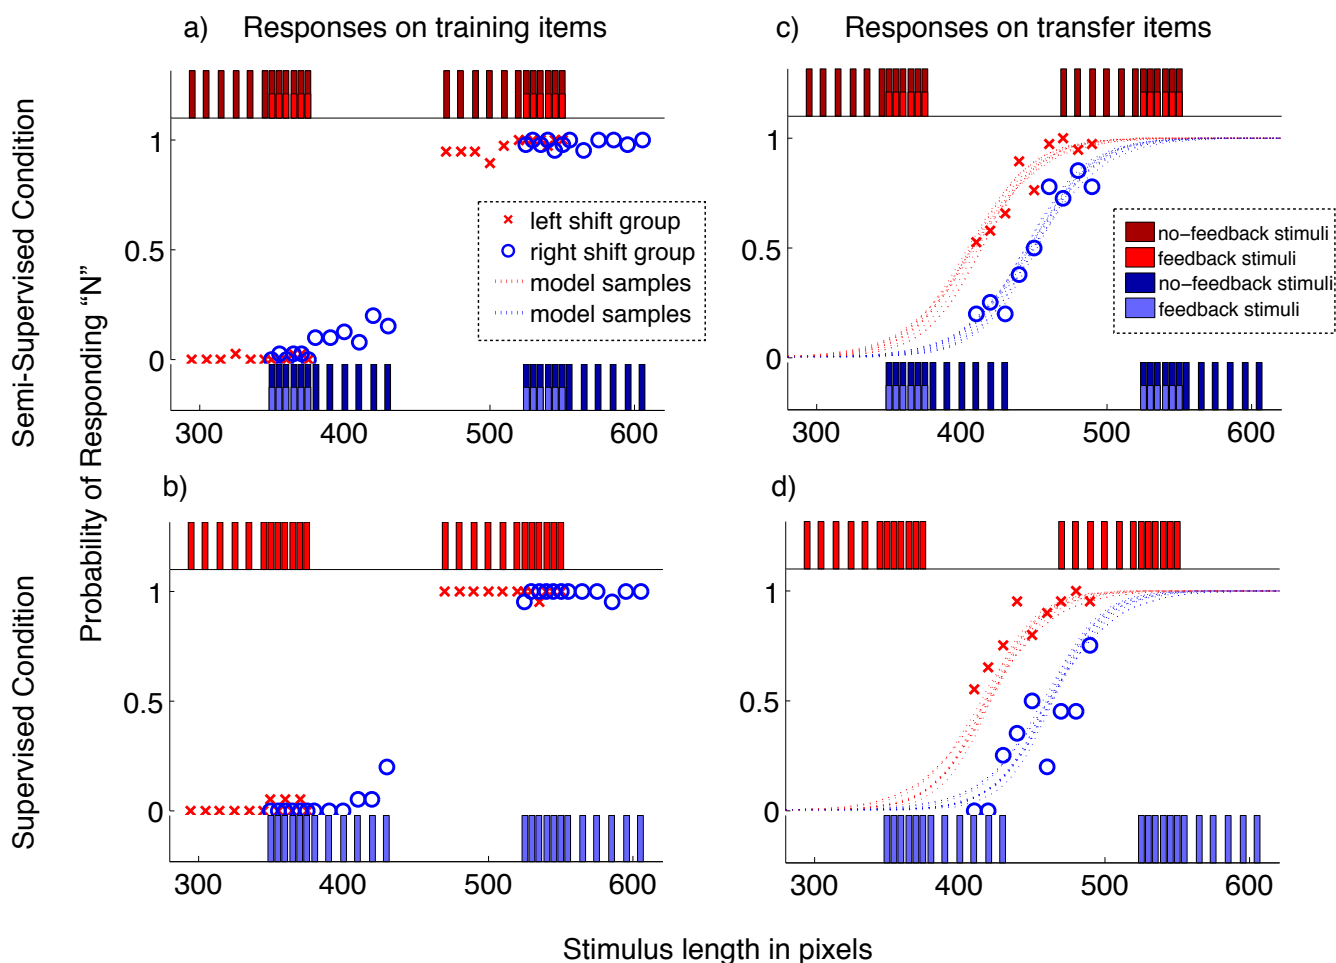 a) Responses on training items
c) Responses on transfer items
Semi-Supervised Condition
Supervised Condition
Probability of Responding “N”
1
0.5
0
300 400 500 600
left shift group
right shift group
model samples
model samples
1
0.5
0
300 400 500 600
no-feedback stimuli
feedback stimuli
no-feedback stimuli
feedback stimuli
b)
1
0.5
0
300 400 500 600
d)
1
0.5
0
300 400 500 600
Stimulus length in pixels